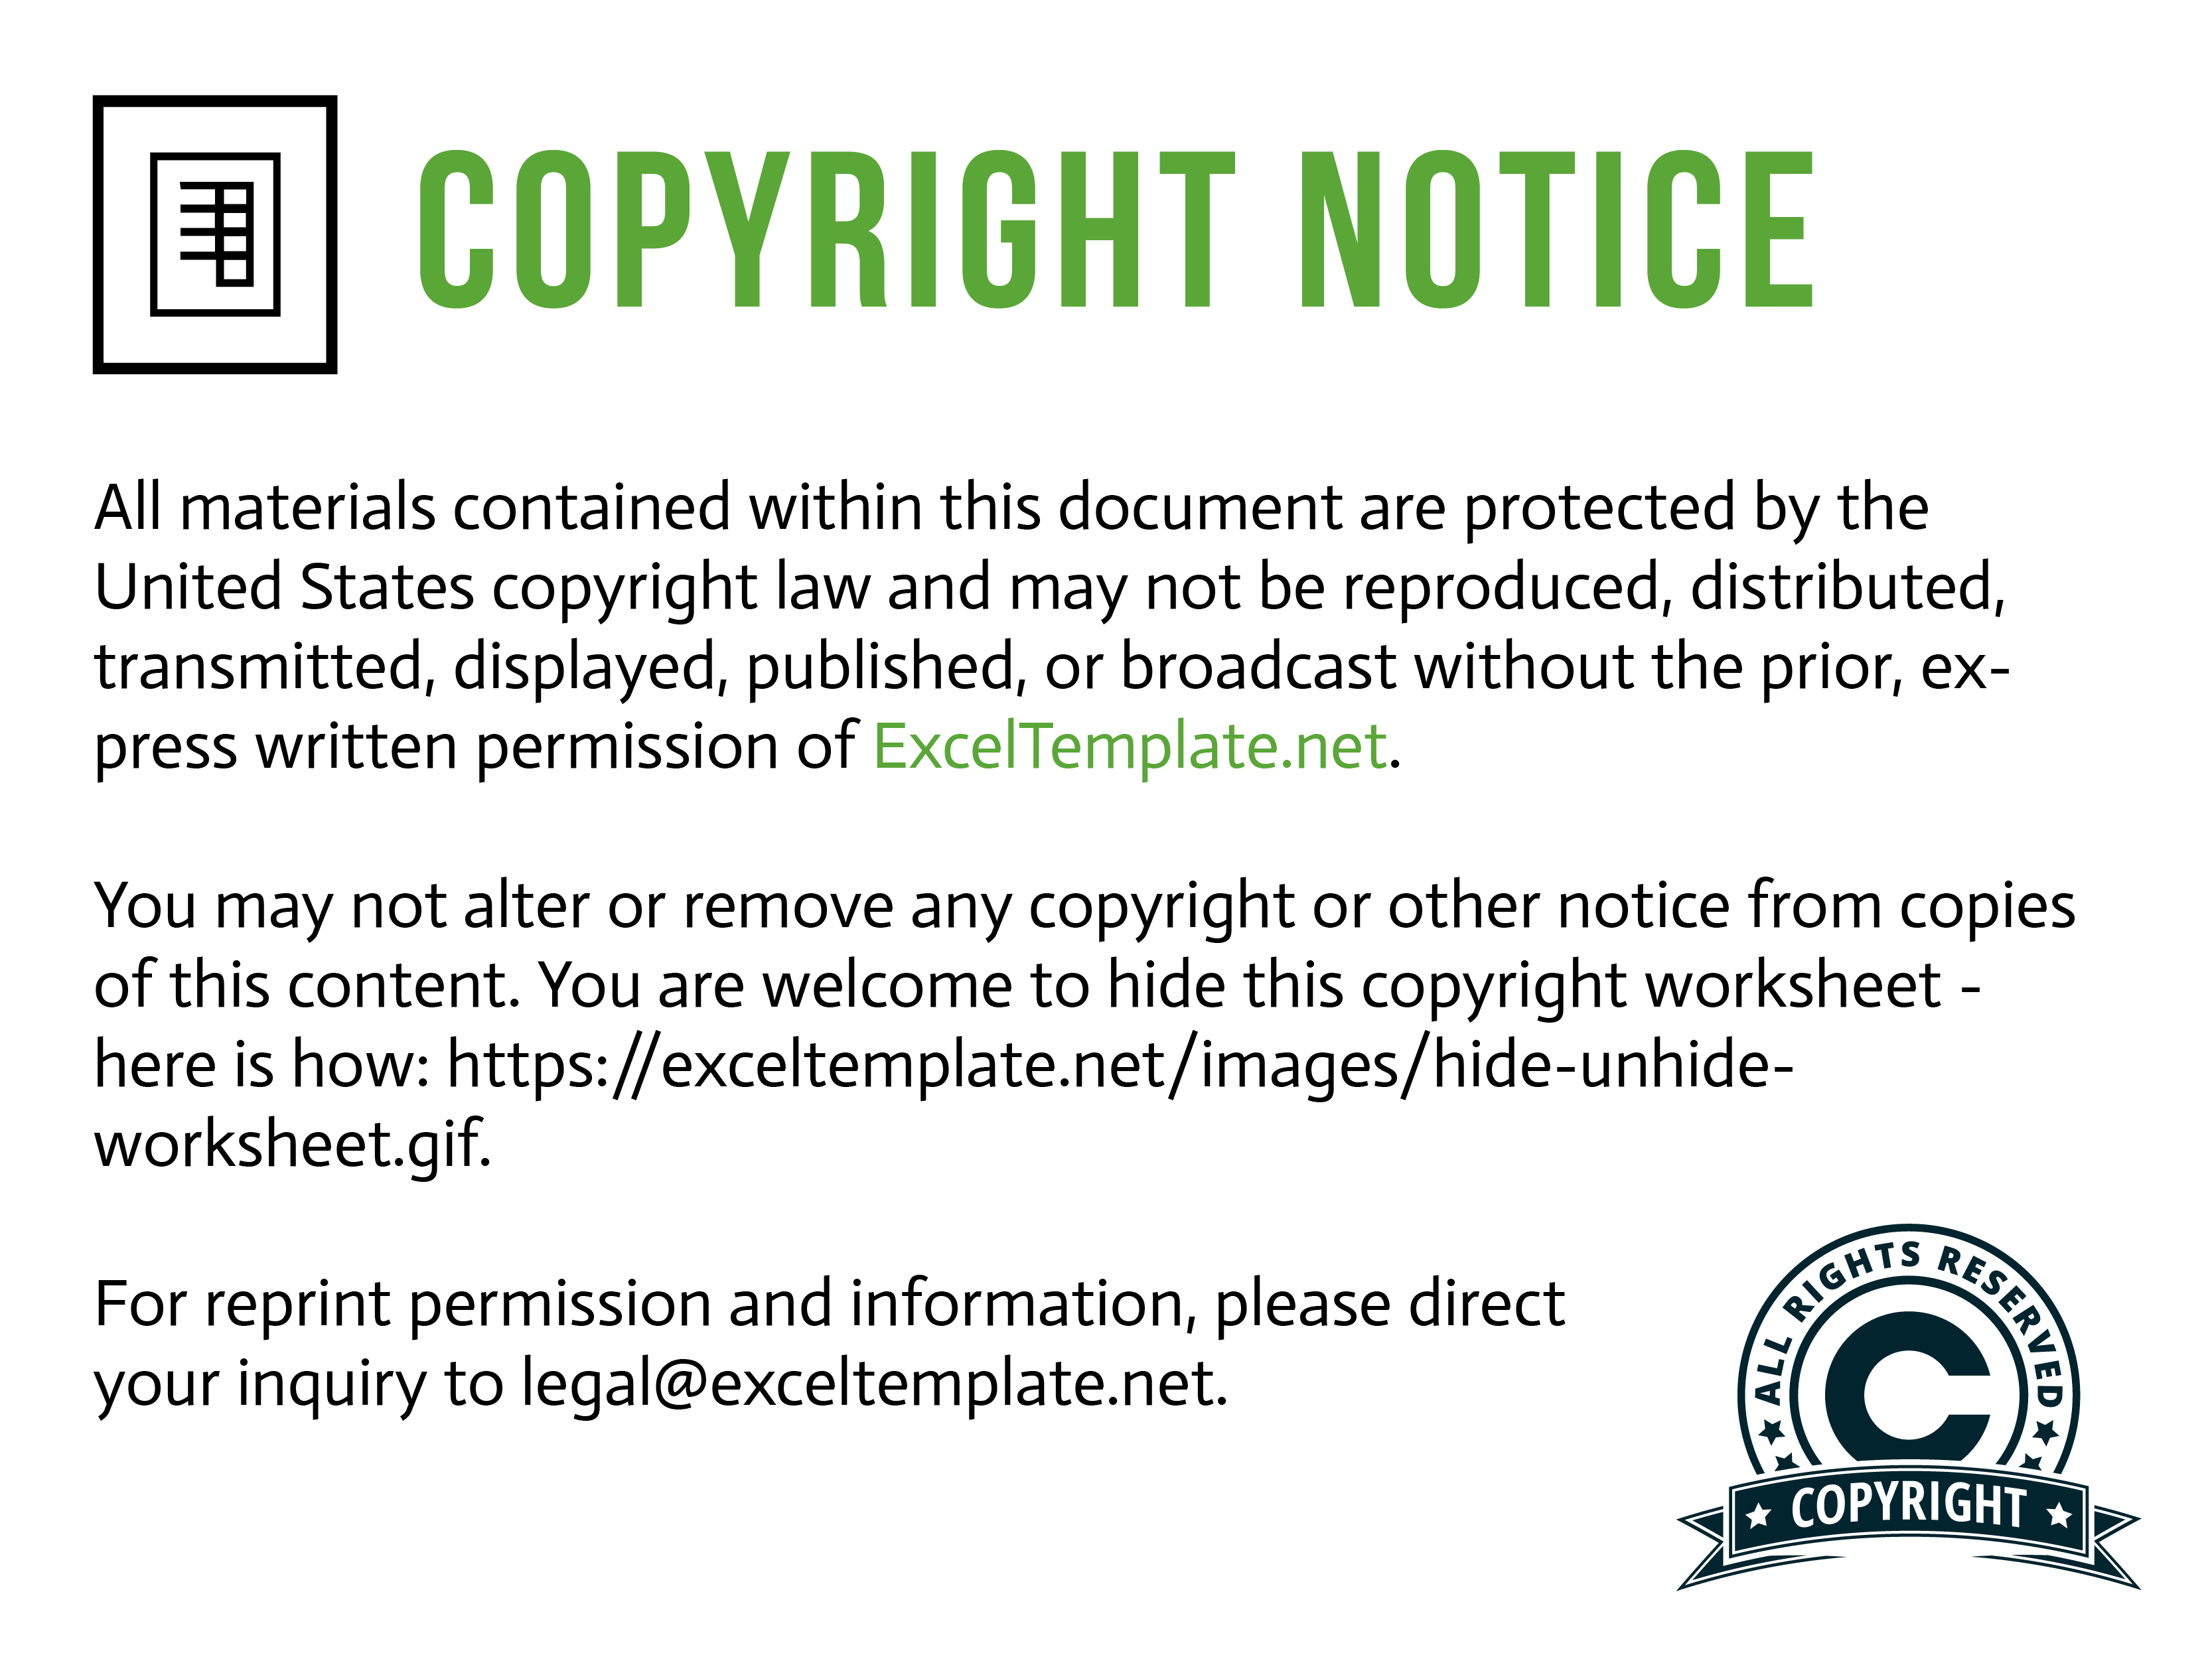 COPYRIGHT NOTICE
All materials contained within this document are protected by the
United States copyright law and may not be reproduced, distributed,
transmitted, displayed, published, or broadcast without the prior, ex-
press written permission of ExcelTemplate.net.
You may not alter or remove any copyright or other notice from copies
of this content. You are welcome to hide this copyright worksheet -
here is how: https://exceltemplate.net/images/hide-unhide-
worksheet.gif.
For reprint permission and information, please direct
your inquiry to legal@exceltemplate.net.
ALL RIGHTS RESERVED
C
COPYRIGHT